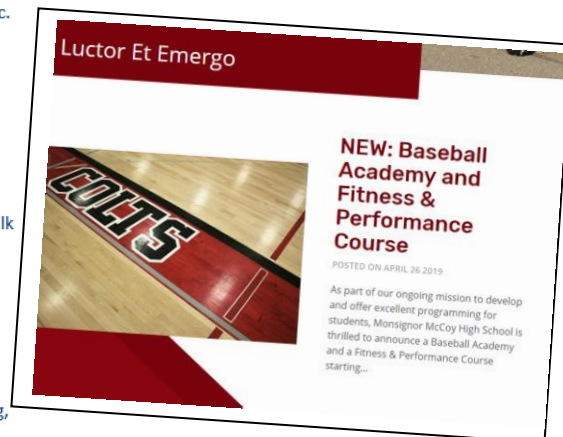 c.
Luctor Et Emergo
COLTS
lk
NEW: Baseball
Academy and
Fitness &
Performance
Course
POSTED ON APRIL 26 2019
As part of our ongoing mission to develop
and offer excellent programming for
students, Monsignor McCoy High School is
thrilled to announce a Baseball Academy
and a Fitness & Performance Course
starting...
g,